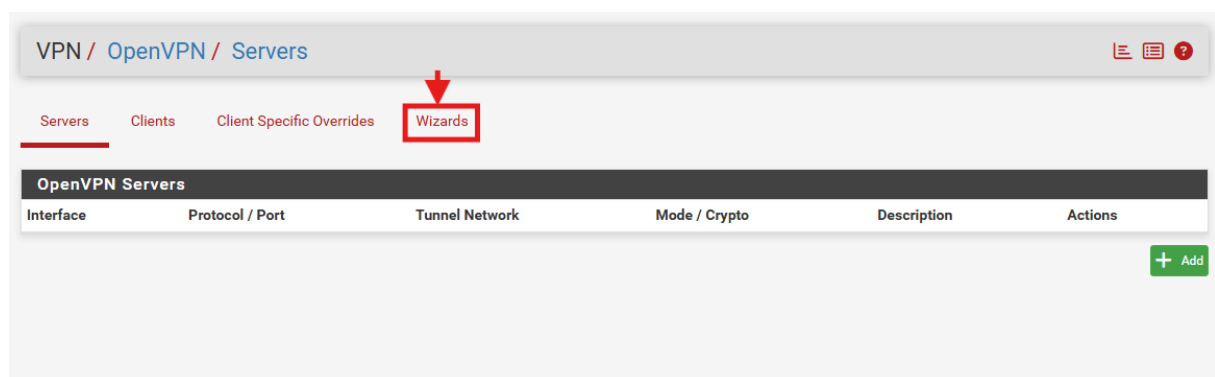 VPN / OpenVPN / Servers
Servers Clients Client Specific Overrides Wizards
OpenVPN Servers
Interface Protocol / Port Tunnel Network Mode / Crypto Description Actions
+ Add